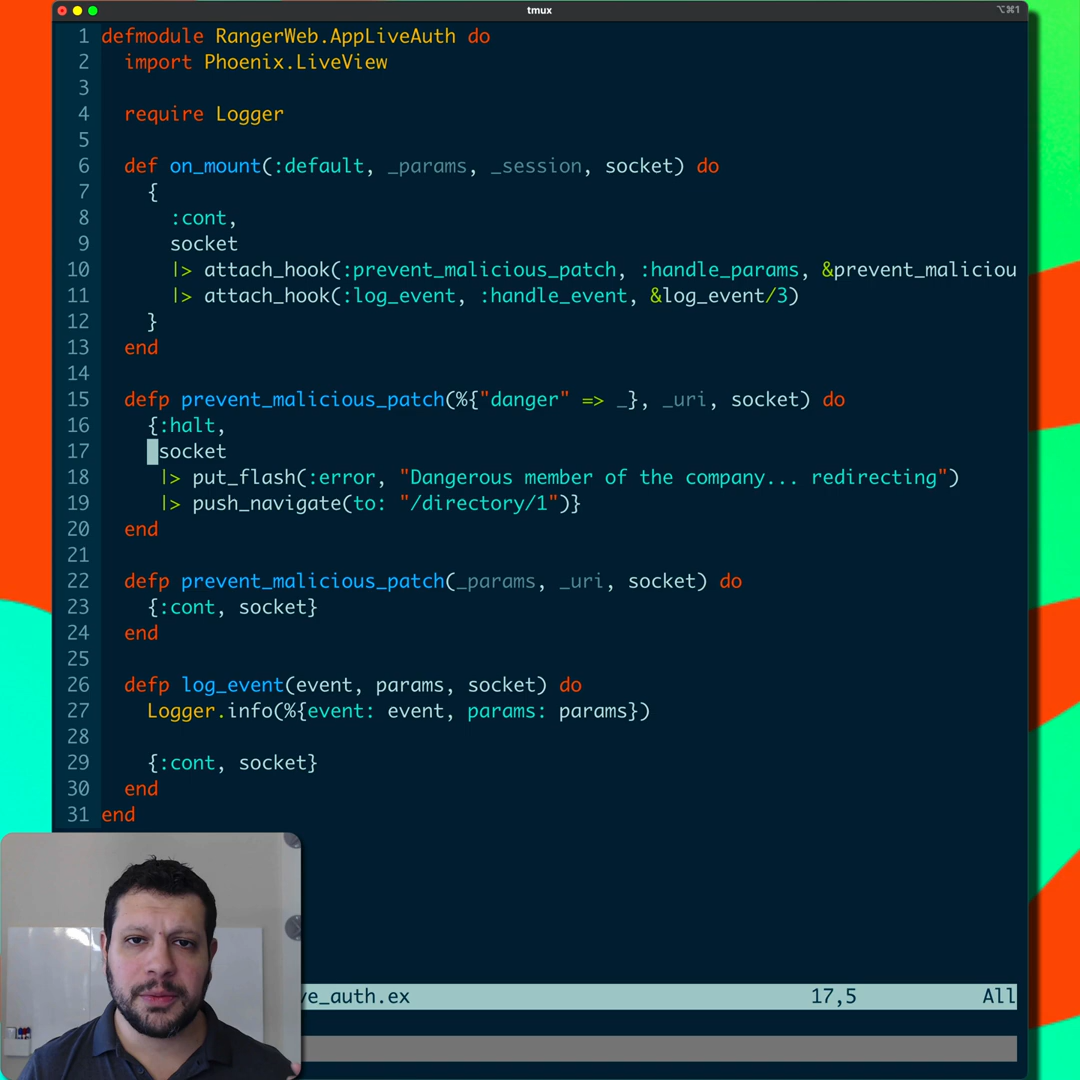 tmux
⌥⌘1
1 defmodule RangerWeb.AppLiveAuth do
2 import Phoenix.LiveView
3
4 require Logger
5
6 def on_mount(:default, _params, _session, socket) do
7 {
8 :cont,
9 socket
10 |> attach_hook(:prevent_malicious_patch, :handle_params, &prevent_maliciou
11 |> attach_hook(:log_event, :handle_event, &log_event/3)
12 }
13 end
14
15 defp prevent_malicious_patch(%{"danger" => _}, _uri, socket) do
16 {:halt,
17 socket
18 |> put_flash(:error, "Dangerous member of the company... redirecting")
19 |> push_navigate(to: "/directory/1")}
20 end
21
22 defp prevent_malicious_patch(_params, _uri, socket) do
23 {:cont, socket}
24 end
25
26 defp log_event(event, params, socket) do
27 Logger.info(%{event: event, params: params})
28
29 {:cont, socket}
30 end
31 end
ve_auth.ex 17,5 All